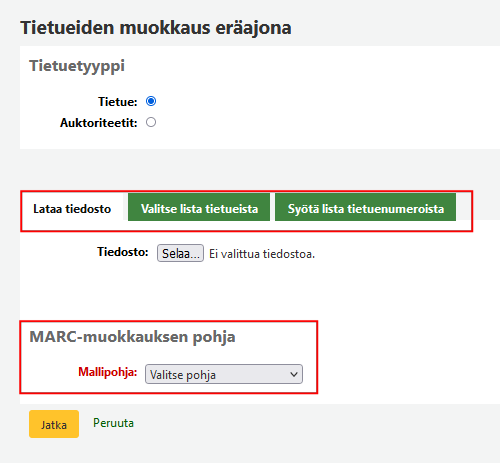 Tietueiden muokkaus eräajona
Tietuetyyppi
Tietue:
Auktoriteetit:
Lataa tiedosto Valitse lista tietueista Syötä lista tietuenumeroista
Tiedosto: Selaa... Ei valittua tiedostoa.
MARC-muokkauksen pohja
Mallipohja: Valitse pohja
Jatka Peruuta